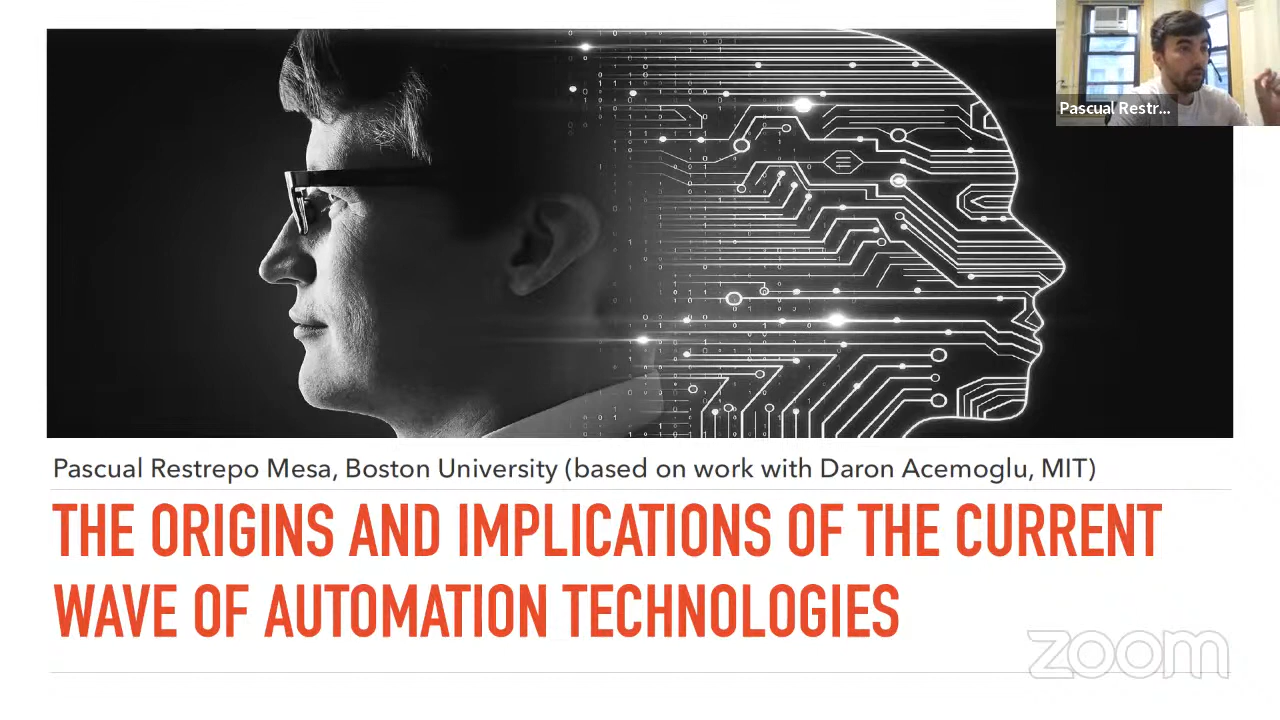 Pascual Restr...
Pascual Restrepo Mesa, Boston University (based on work with Daron Acemoglu, MIT)
THE ORIGINS AND IMPLICATIONS OF THE CURRENT
WAVE OF AUTOMATION TECHNOLOGIES
zoom